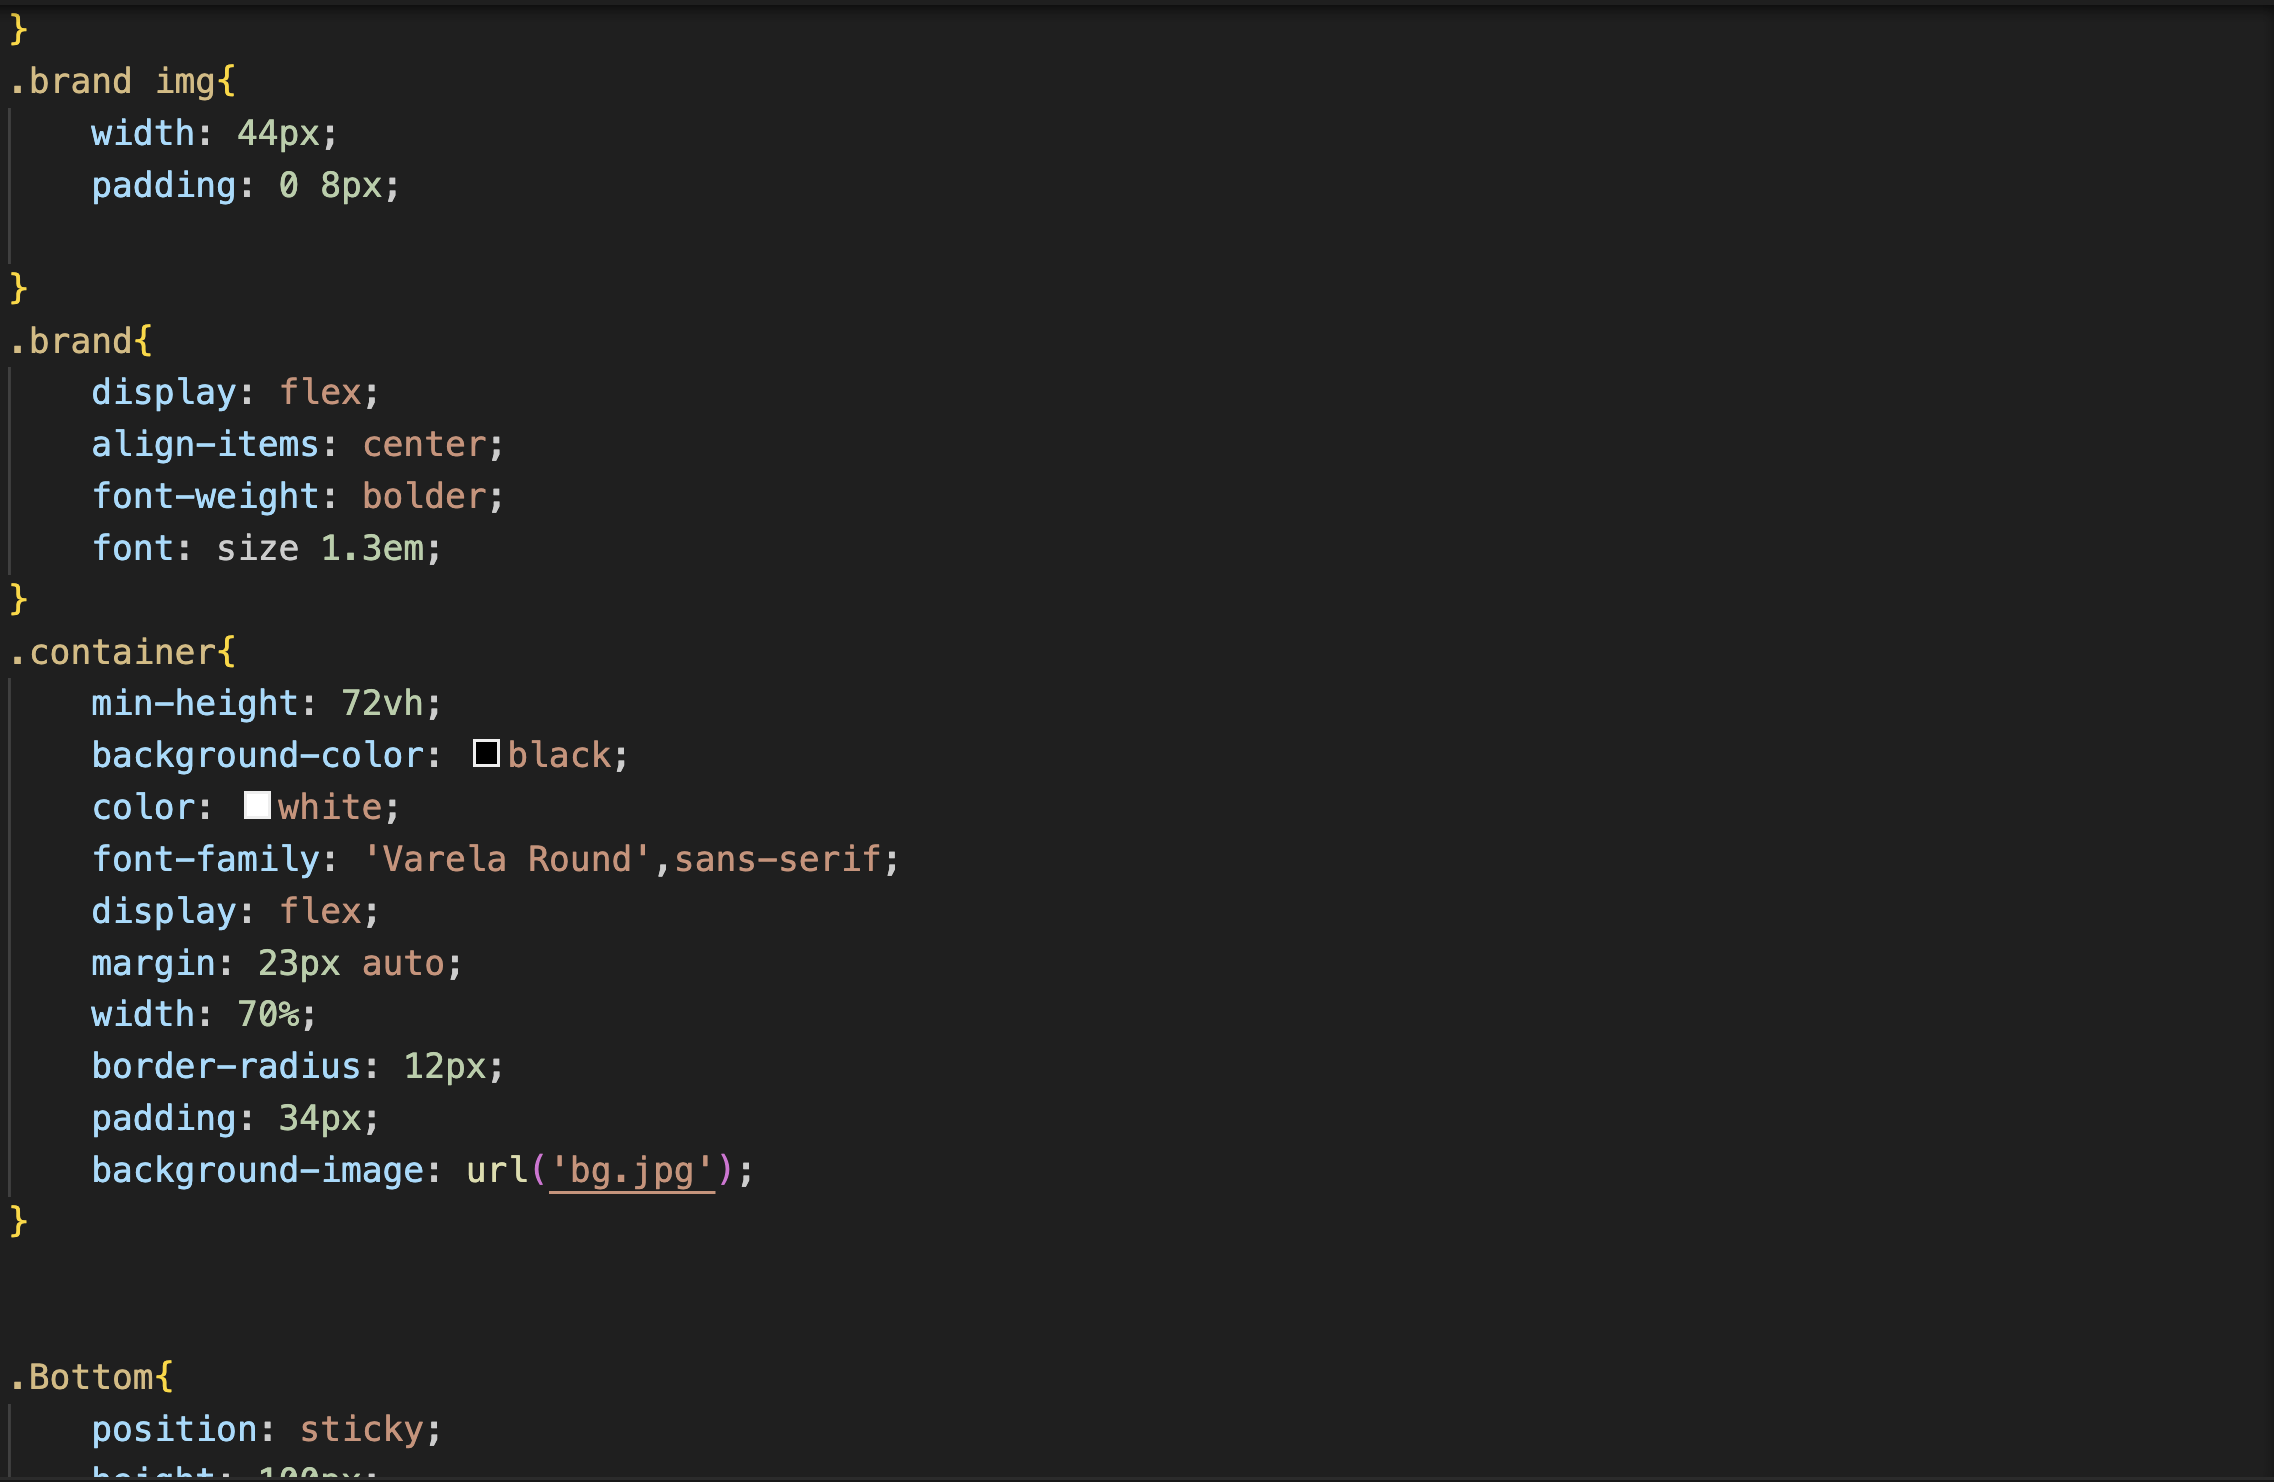 }
.brand img{
    width: 44px;
    padding: 0 8px;

}
.brand{
    display: flex;
    align-items: center;
    font-weight: bolder;
    font: size 1.3em;
}
.container{
    min-height: 72vh;
    background-color: black;
    color: white;
    font-family: 'Varela Round',sans-serif;
    display: flex;
    margin: 23px auto;
    width: 70%;
    border-radius: 12px;
    padding: 34px;
    background-image: url('bg.jpg');
}


.Bottom{
    position: sticky;
    height: 100px;